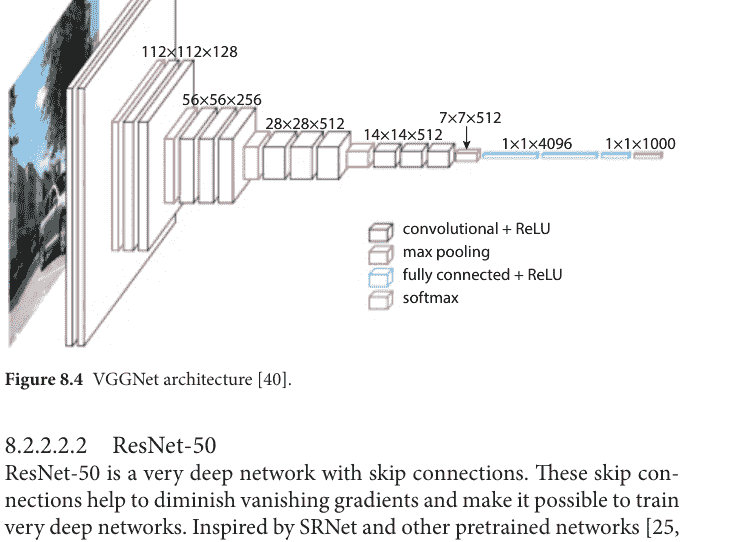 112×112×128
56×56×256
28×28×512
14×14×512
7×7×512
1×1×4096
1×1×1000
convolutional + ReLU
max pooling
fully connected + ReLU
softmax
Figure 8.4 VGGNet architecture [40].
8.2.2.2.2 ResNet-50
ResNet-50 is a very deep network with skip connections. These skip con-
nections help to diminish vanishing gradients and make it possible to train
very deep networks. Inspired by SRNet and other pretrained networks [25,